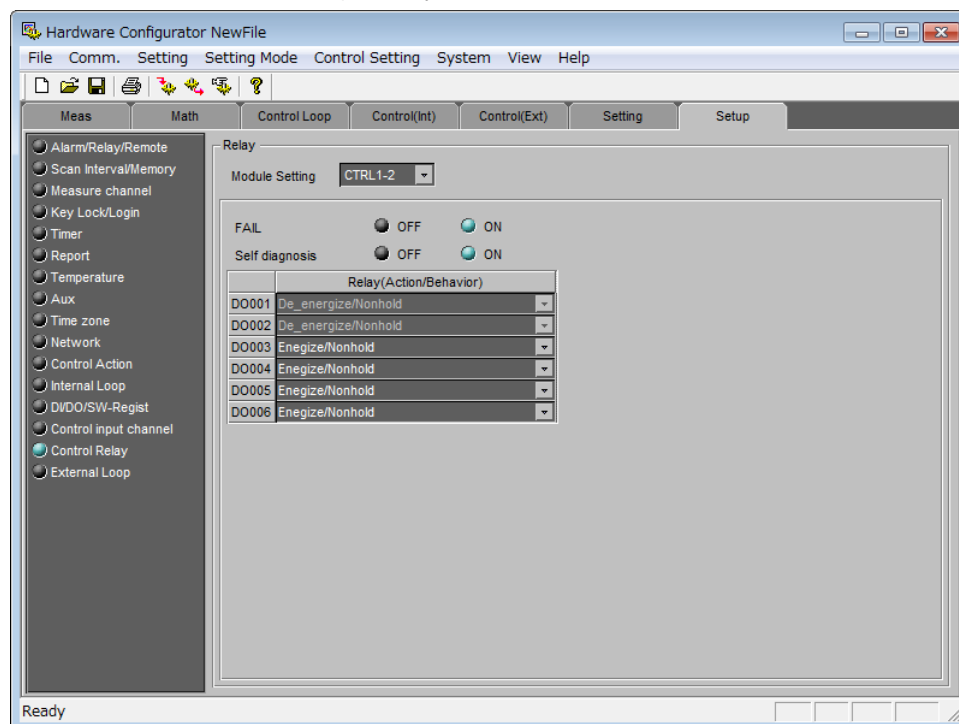 Hardware Configurator NewFile
File Comm. Setting Setting Mode Control Setting System View Help
Meas Math Control Loop Control(Int) Control(Ext) Setting Setup
Alarm/Relay/Remote
Scan Interval/Memory
Measure channel
Key Lock/Login
Timer
Report
Temperature
Aux
Time zone
Network
Control Action
Internal Loop
DI/DO/SW-Regist
Control input channel
Control Relay
External Loop
Relay
Module Setting CTRL1-2
FAIL OFF ON
Self diagnosis OFF ON
Relay(Action/Behavior)
DO001 De_energize/Nonhold
DO002 De_energize/Nonhold
DO003 Enegize/Nonhold
DO004 Enegize/Nonhold
DO005 Enegize/Nonhold
DO006 Enegize/Nonhold
Ready